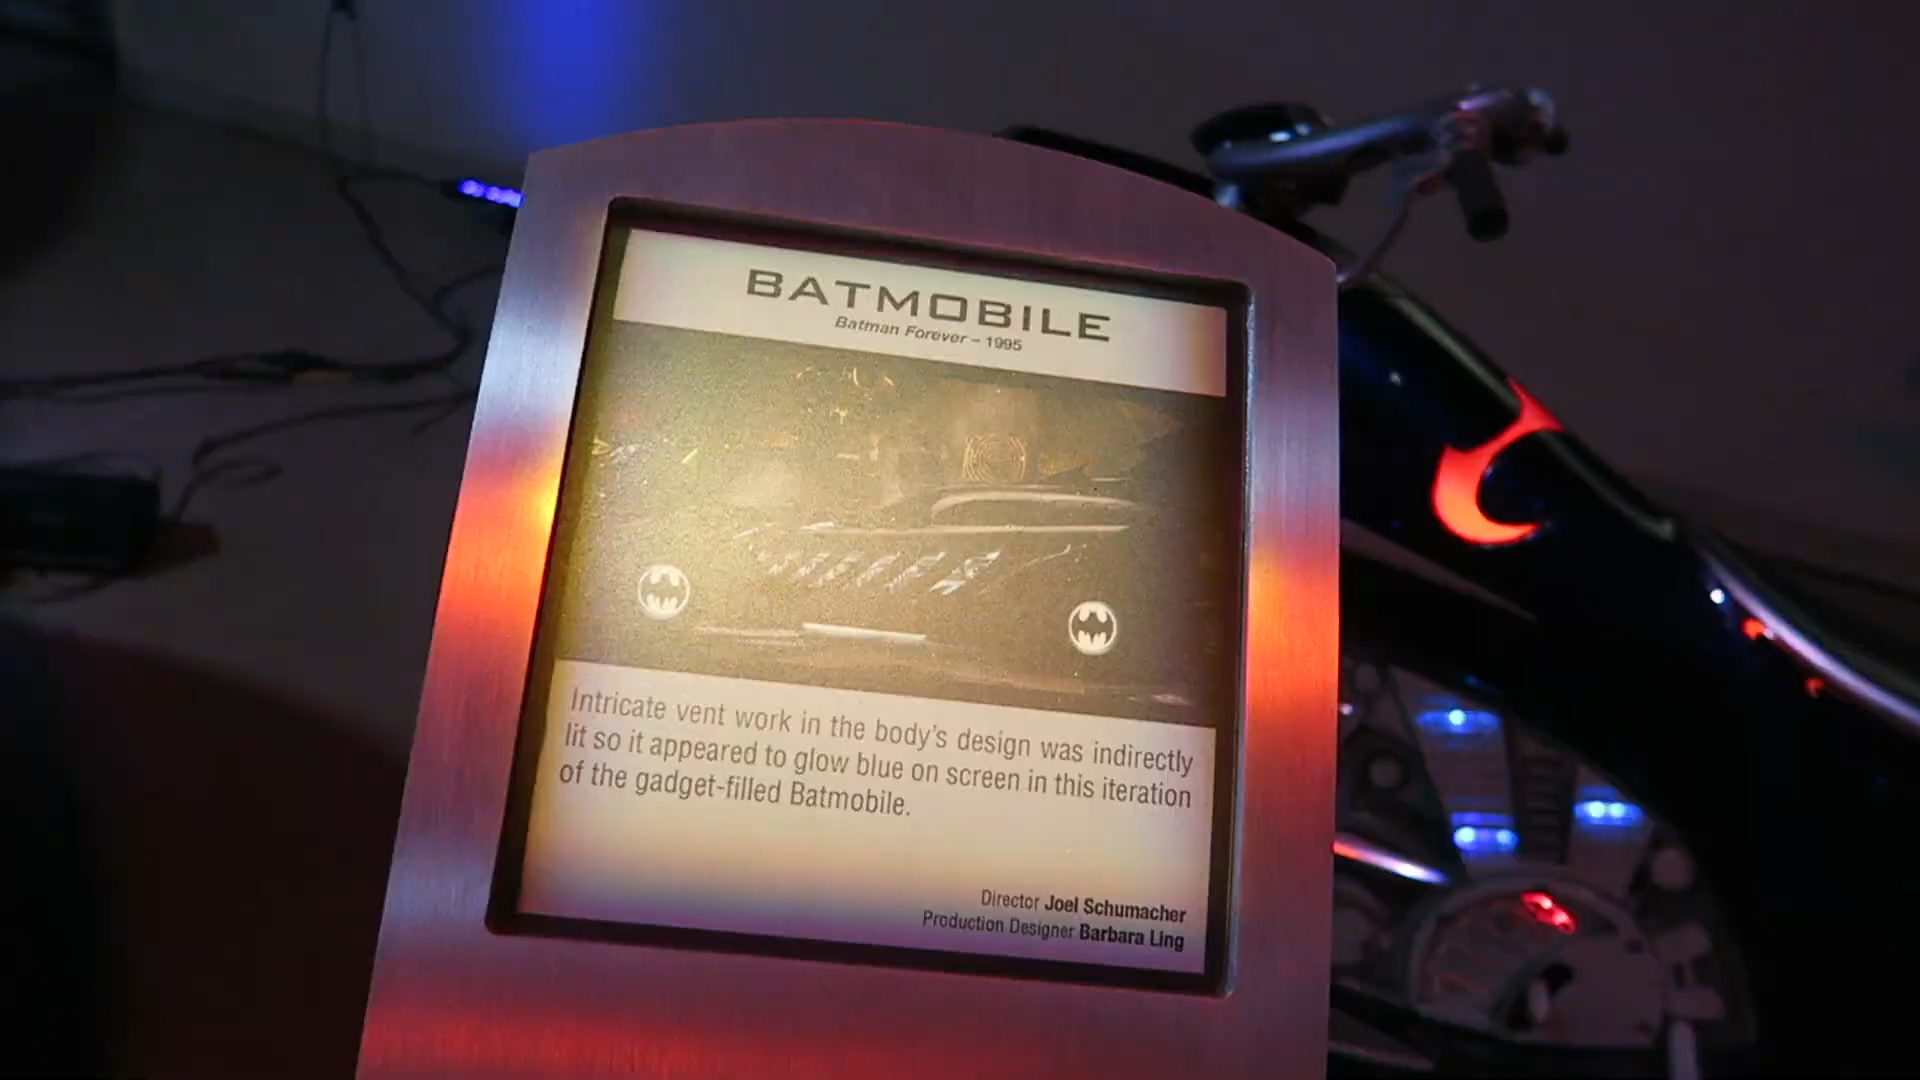 BATMOBILE
Batman Forever – 1995
Intricate vent work in the body's design was indirectly
lit so it appeared to glow blue on screen in this iteration
of the gadget-filled Batmobile.
Director Joel Schumacher
Production Designer Barbara Ling